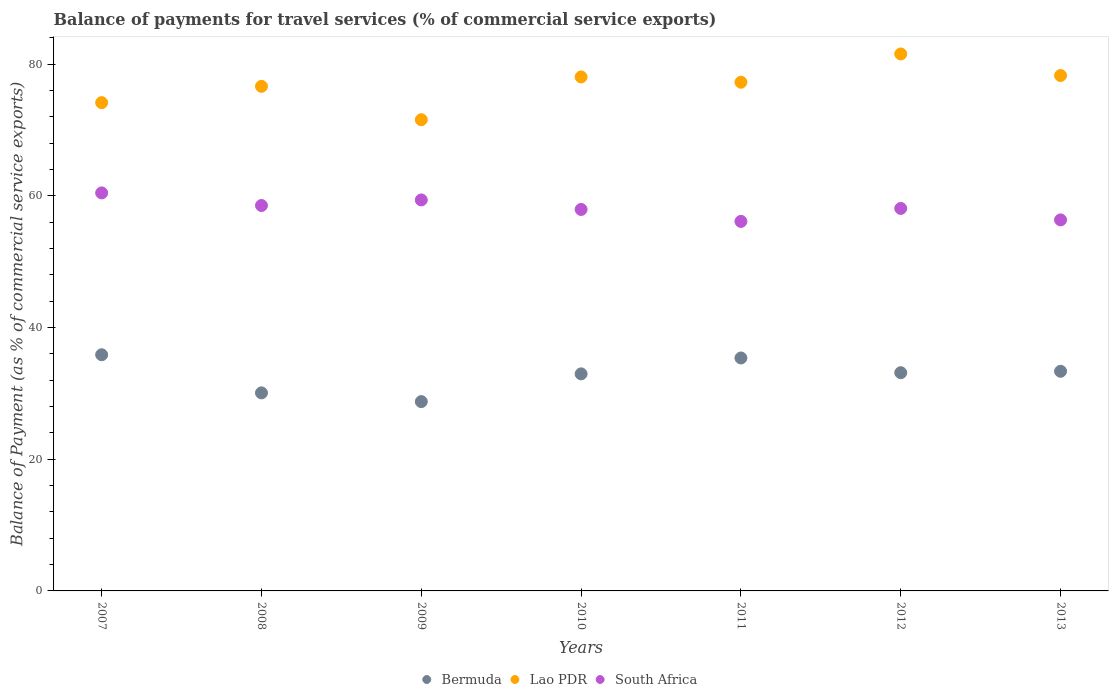 Balance of payments for travel services (% of commercial service exports)
Balance of Payment (as % of commercial service exports)
80
60
40
20
0
2007
2008
2009
2010
2011
2012
2013
Years
Bermuda
Lao PDR
South Africa